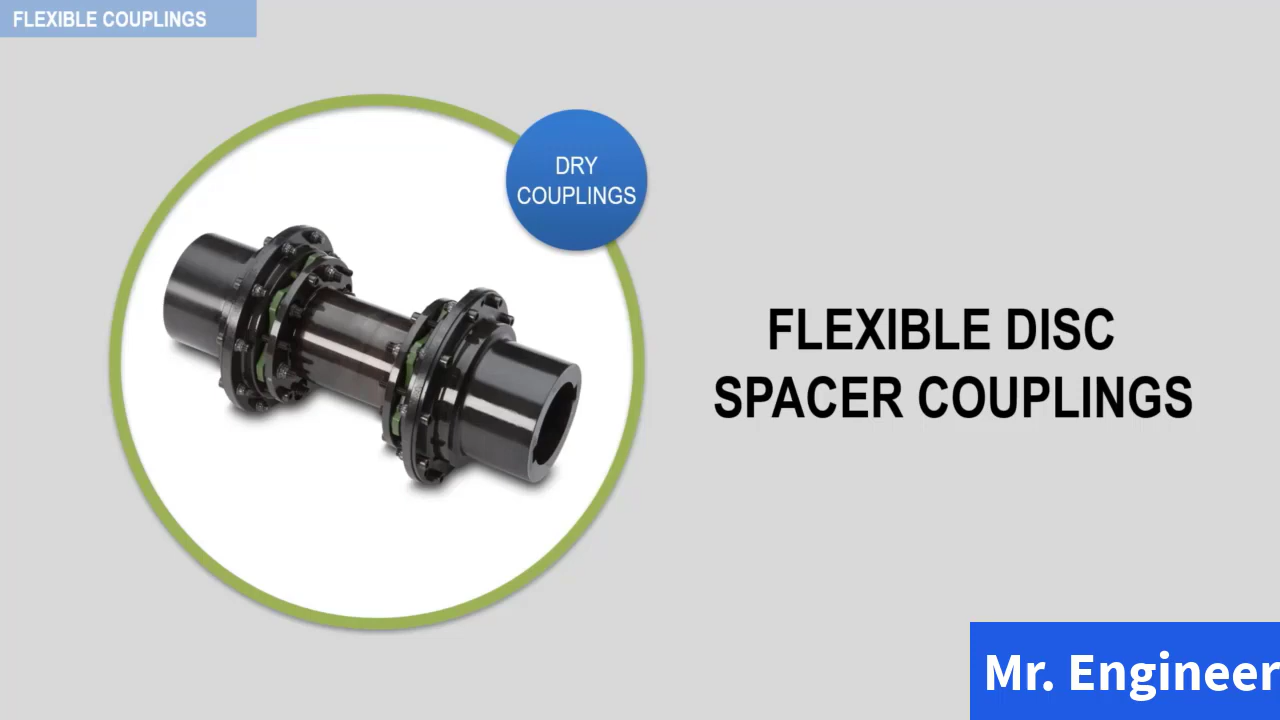 FLEXIBLE COUPLINGS
DRY
COUPLINGS
FLEXIBLE DISC
SPACER COUPLINGS
Mr. Engineer